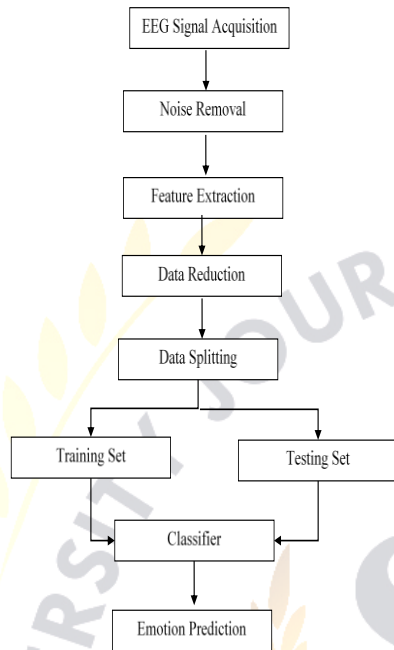 EEG Signal Acquisition
Noise Removal
Feature Extraction
Data Reduction
Data Splitting
Training Set
Testing Set
Classifier
Emotion Prediction